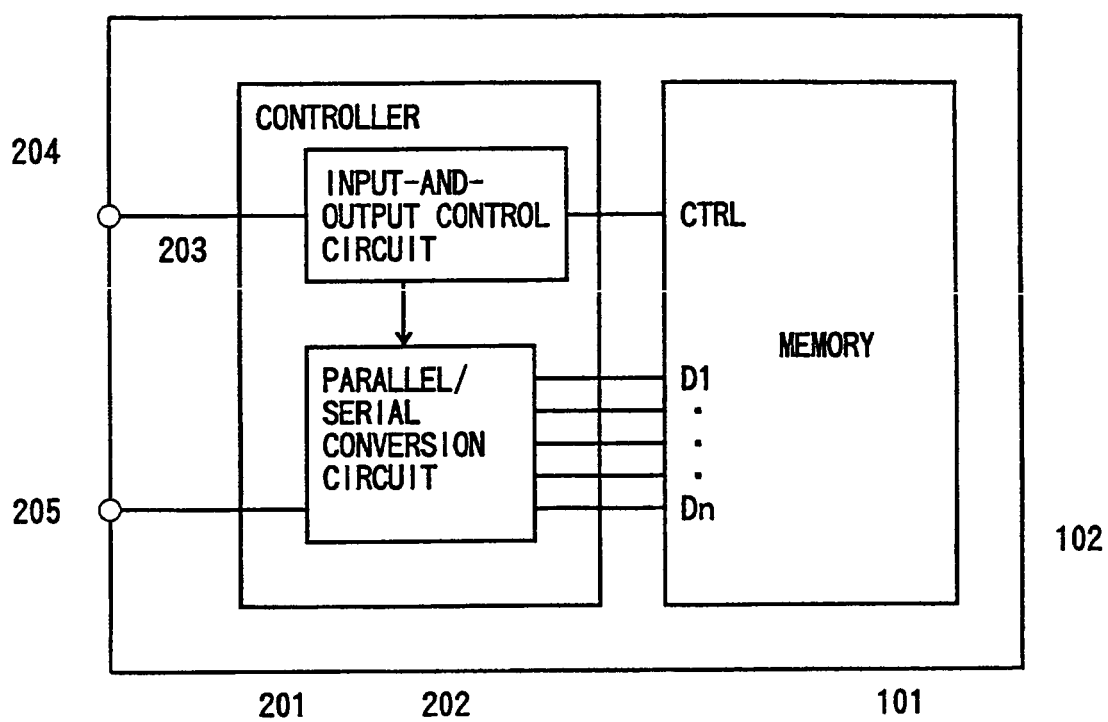 CONTROLLER
204
INPUT-AND-
OUTPUT CONTROL
CIRCUIT
CTRL
203
MEMORY
PARALLEL/
SERIAL
CONVERSION
CIRCUIT
D1
.
.
.
Dn
205
102
201
202
101